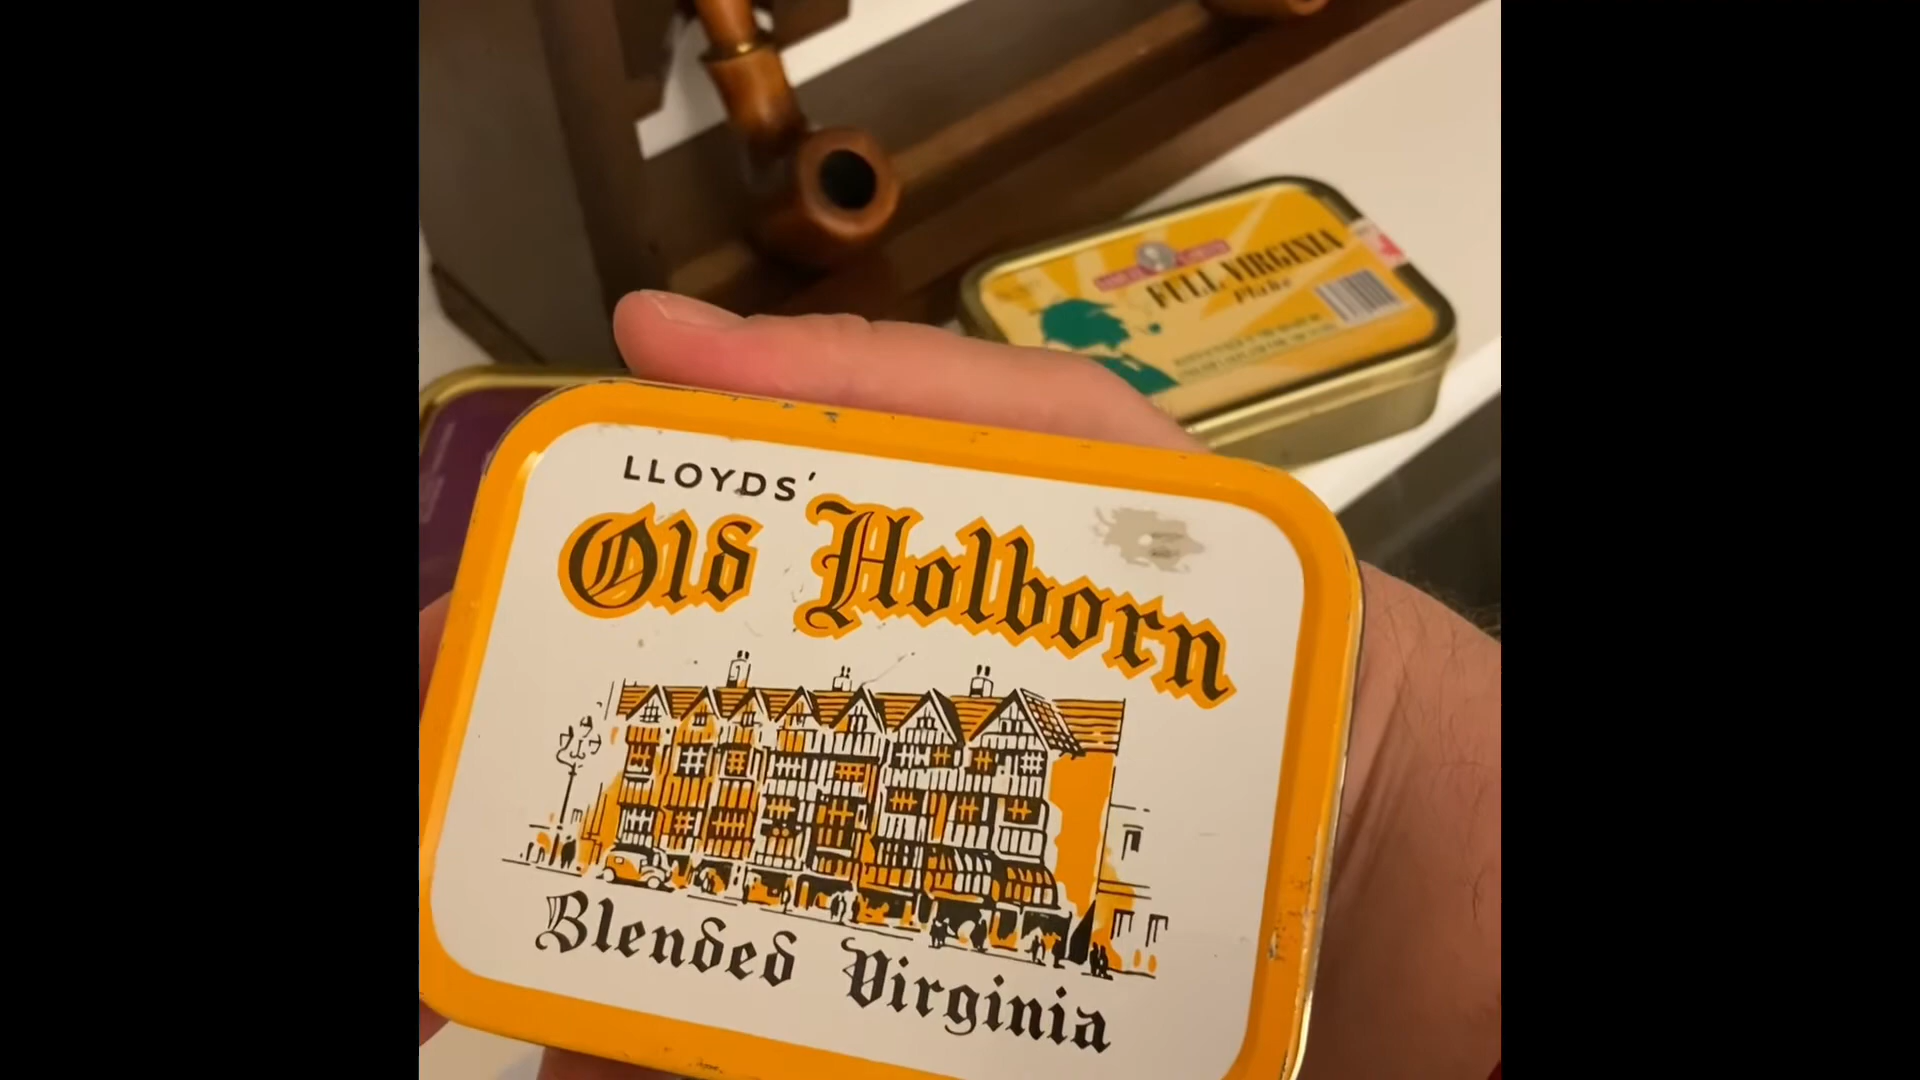 LLOYDS'
Old Holborn
Blended Virginia
FULL VIRGINIA
Flake